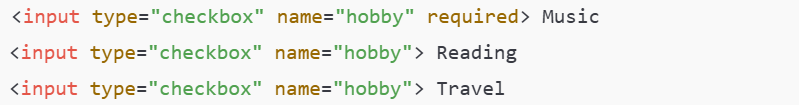 <input type="checkbox" name="hobby" required> Music
<input type="checkbox" name="hobby"> Reading
<input type="checkbox" name="hobby"> Travel